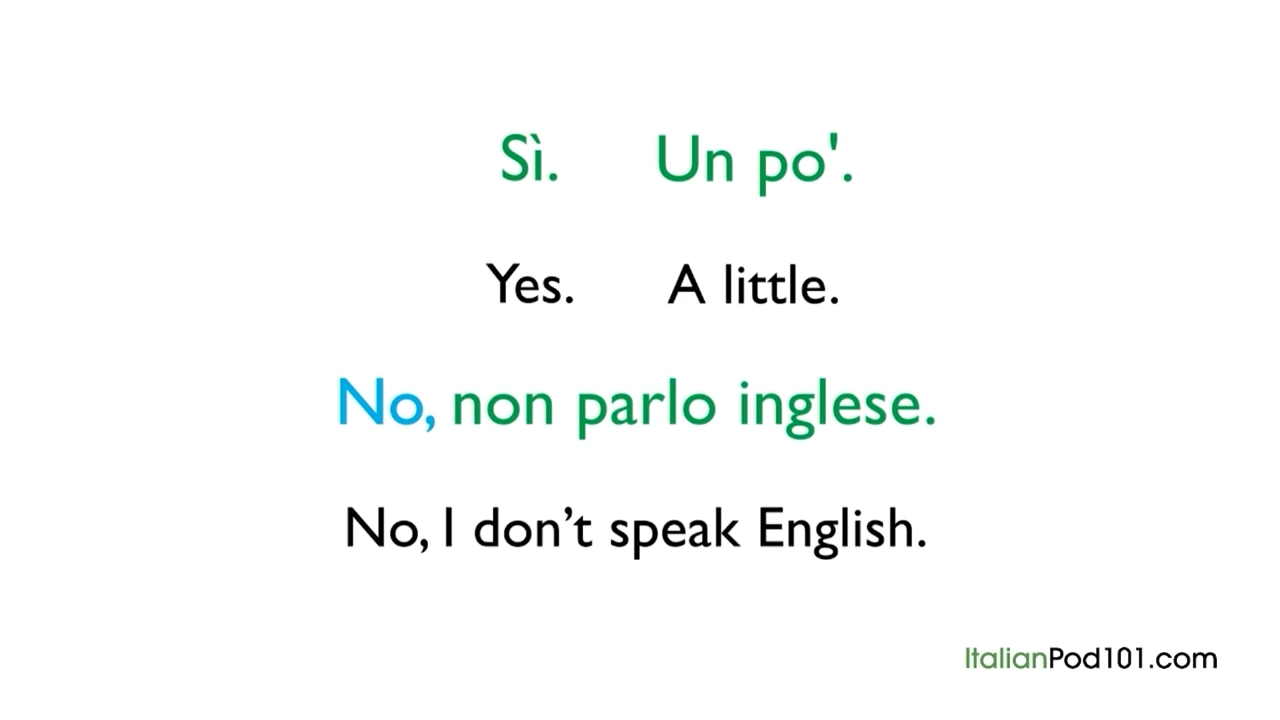 Sì. Un po'.
Yes. A little.
No, non parlo inglese.
No, I don’t speak English.
ItalianPod101.com